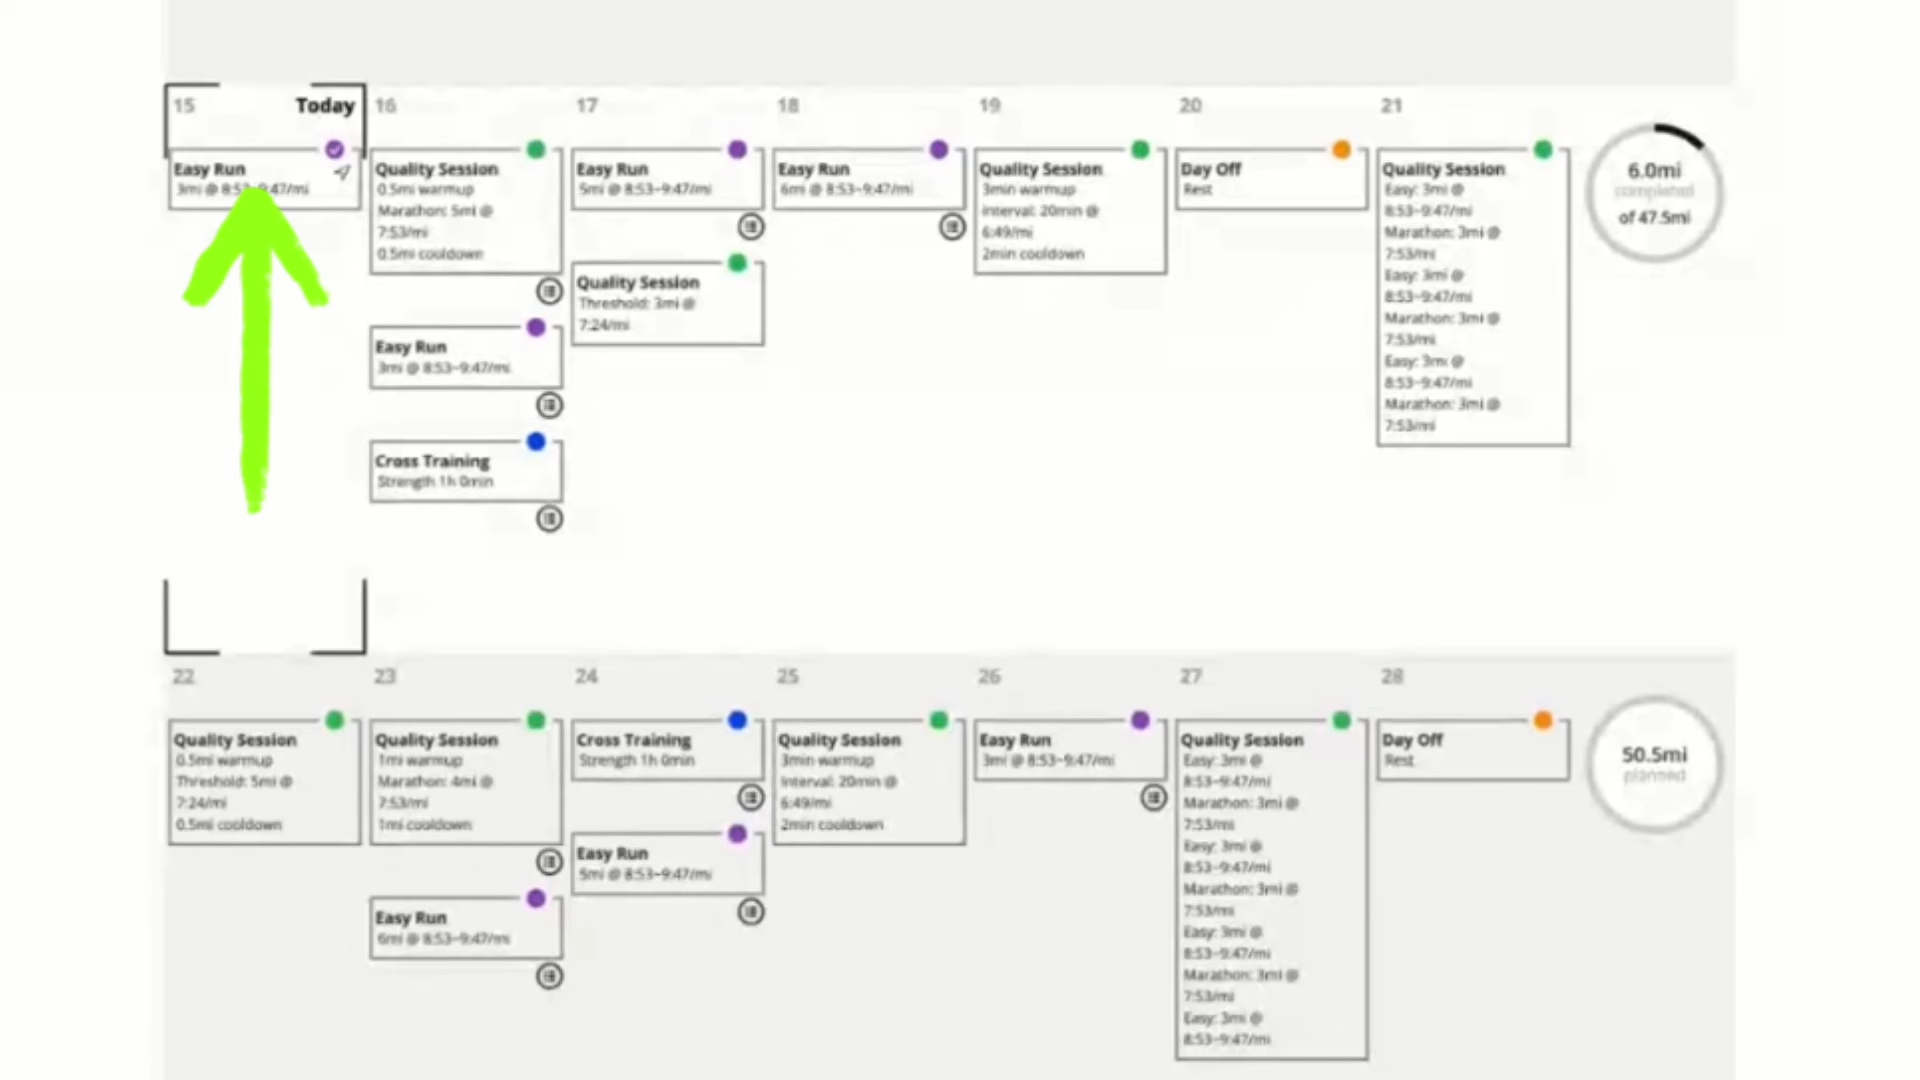 15 Today
Easy Run
3mi @ 8:53~9:47/mi
16
Quality Session
0.5mi warmup
Marathon: 5mi @
7:53/mi
0.5mi cooldown
Easy Run
3mi @ 8:53~9:47/mi
Cross Training
Strength 1h 0min
17
Easy Run
5mi @ 8:53~9:47/mi
Quality Session
Threshold: 3mi @
7:24/mi
18
Easy Run
6mi @ 8:53~9:47/mi
19
Quality Session
3min warmup
Interval: 20min @
6:49/mi
2min cooldown
20
Day Off
Rest
21
Quality Session
Easy: 3mi @
8:53~9:47/mi
Marathon: 3mi @
7:53/mi
Easy: 3mi @
8:53~9:47/mi
Marathon: 3mi @
7:53/mi
Easy: 3mi @
8:53~9:47/mi
Marathon: 3mi @
7:53/mi
6.0mi
completed
of 47.5mi
22
Quality Session
0.5mi warmup
Threshold: 5mi @
7:24/mi
0.5mi cooldown
23
Quality Session
1mi warmup
Marathon: 4mi @
7:53/mi
1mi cooldown
Easy Run
6mi @ 8:53~9:47/mi
24
Cross Training
Strength 1h 0min
Easy Run
5mi @ 8:53~9:47/mi
25
Quality Session
3min warmup
Interval: 20min @
6:49/mi
2min cooldown
26
Easy Run
3mi @ 8:53~9:47/mi
27
Quality Session
Easy: 3mi @
8:53~9:47/mi
Marathon: 3mi @
7:53/mi
Easy: 3mi @
8:53~9:47/mi
Marathon: 3mi @
7:53/mi
Easy: 3mi @
8:53~9:47/mi
Marathon: 3mi @
7:53/mi
Easy: 3mi @
8:53~9:47/mi
28
Day Off
Rest
50.5mi
planned